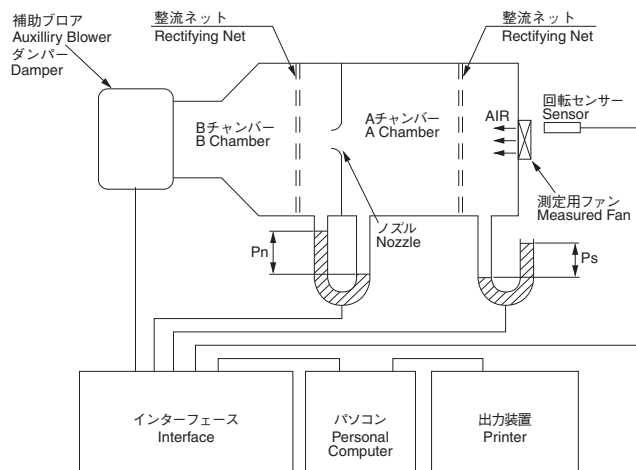 補助ブロア
Auxilliry Blower
ダンパー
Damper
整流ネット
Rectifying Net
整流ネット
Rectifying Net
回転センサー
Sensor
Bチャンバー
B Chamber
Aチャンバー
A Chamber
AIR
測定用ファン
Measured Fan
ノズル
Nozzle
Pn
Ps
インターフェース
Interface
パソコン
Personal
Computer
出力装置
Printer